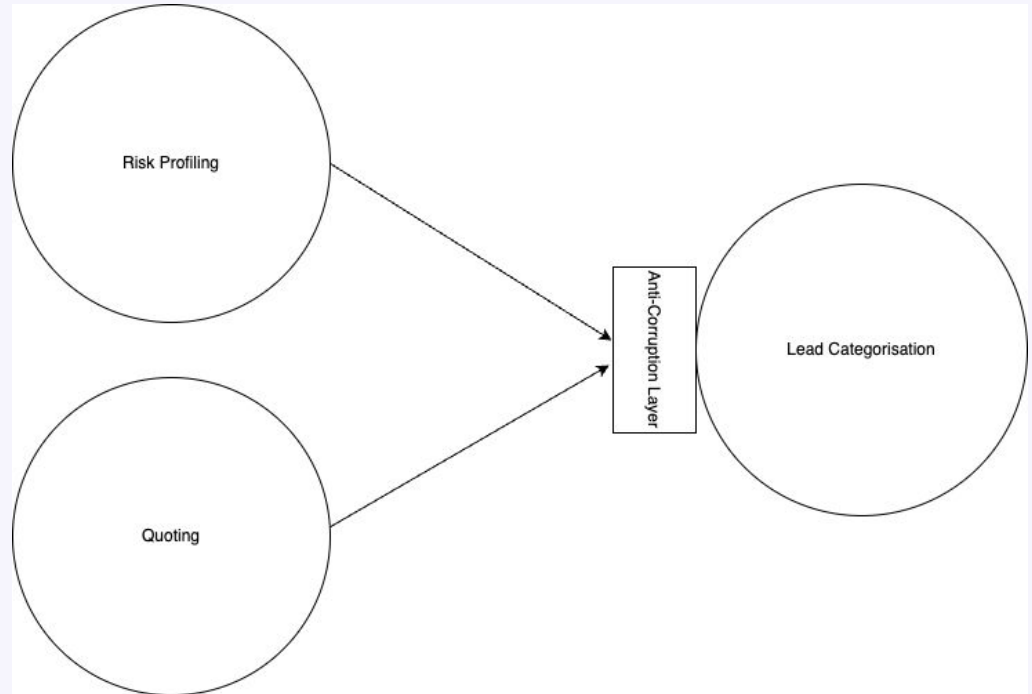 Risk Profiling
Anti-Corruption Layer
Lead Categorisation
Quoting